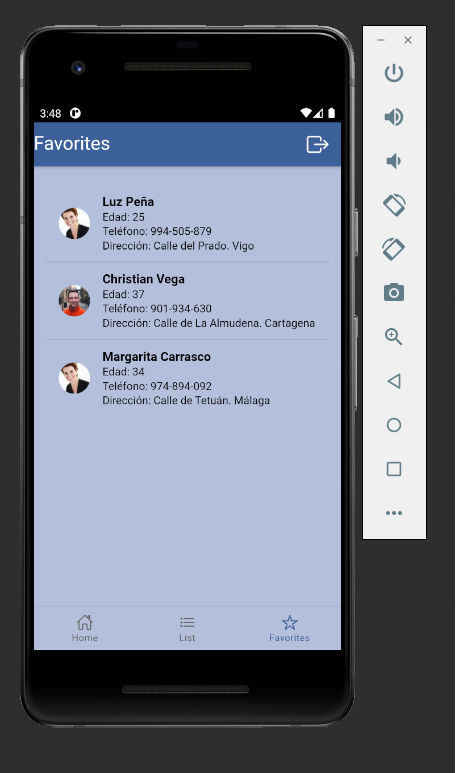 3:48
Favorites
Luz Peña
Edad: 25
Teléfono: 994-505-879
Dirección: Calle del Prado. Vigo
Christian Vega
Edad: 37
Teléfono: 901-934-630
Dirección: Calle de La Almudena. Cartagena
Margarita Carrasco
Edad: 34
Teléfono: 974-894-092
Dirección: Calle de Tetuán. Málaga
Home
List
Favorites